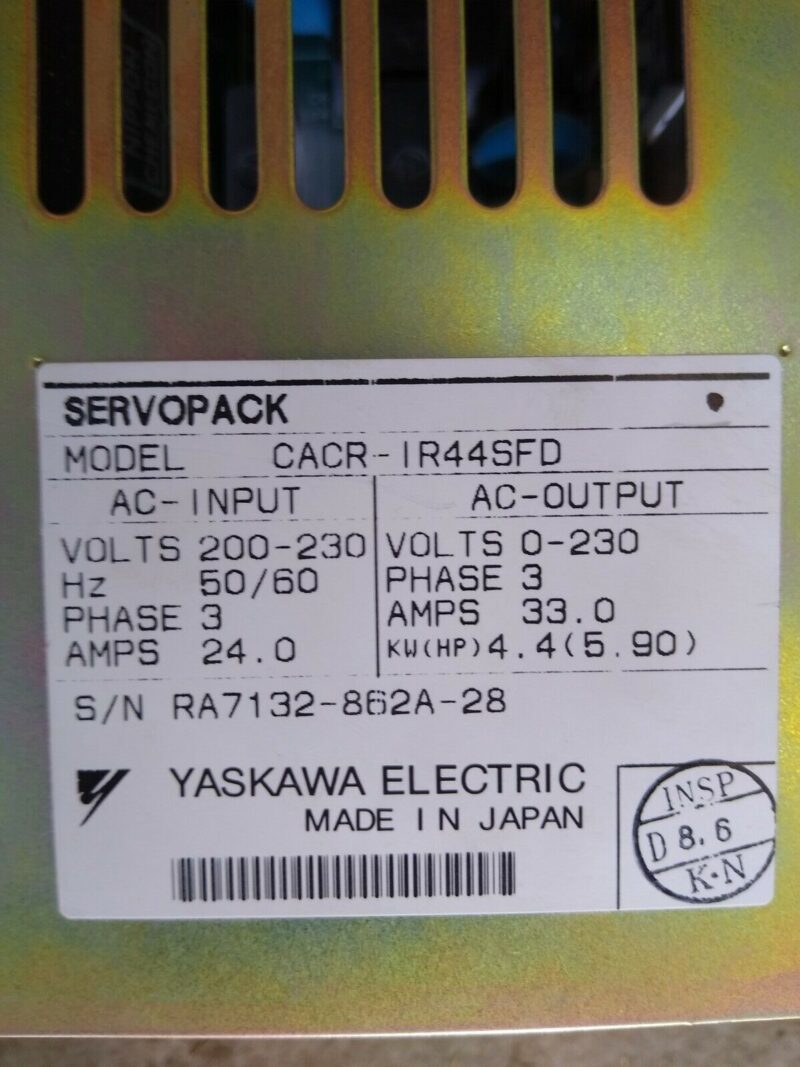 SERVOPACK
MODEL CACR-IR44SFD
AC-INPUT AC-OUTPUT
VOLTS 200-230 VOLTS 0-230
Hz 50/60 PHASE 3
PHASE 3 AMPS 33.0
AMPS 24.0 KW(HP) 4.4(5.90)
S/N RA7132-862A-28
YASKAWA ELECTRIC
MADE IN JAPAN
INSP
D 8.6
K·N